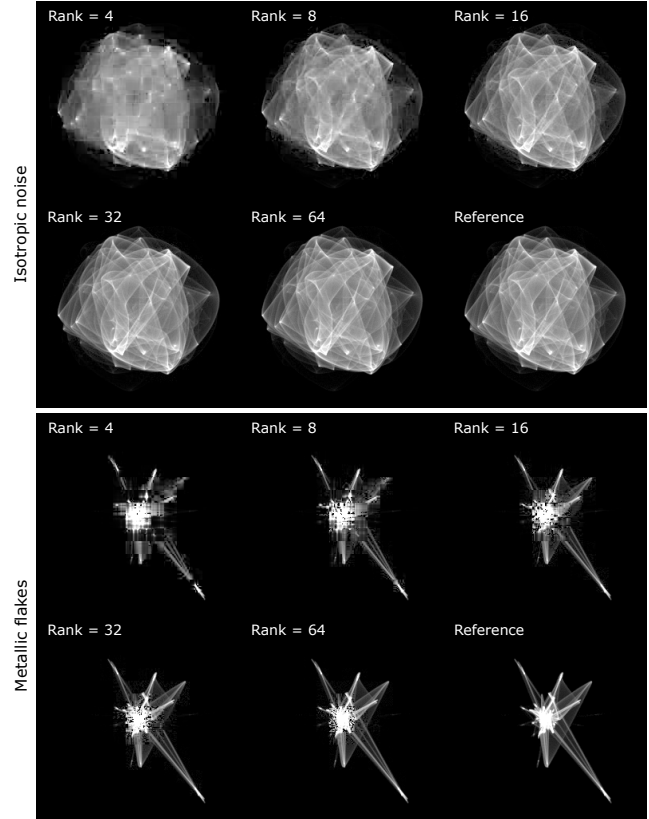 Isotropic noise
Rank = 4
Rank = 8
Rank = 16
Rank = 32
Rank = 64
Reference
Metallic flakes
Rank = 4
Rank = 8
Rank = 16
Rank = 32
Rank = 64
Reference